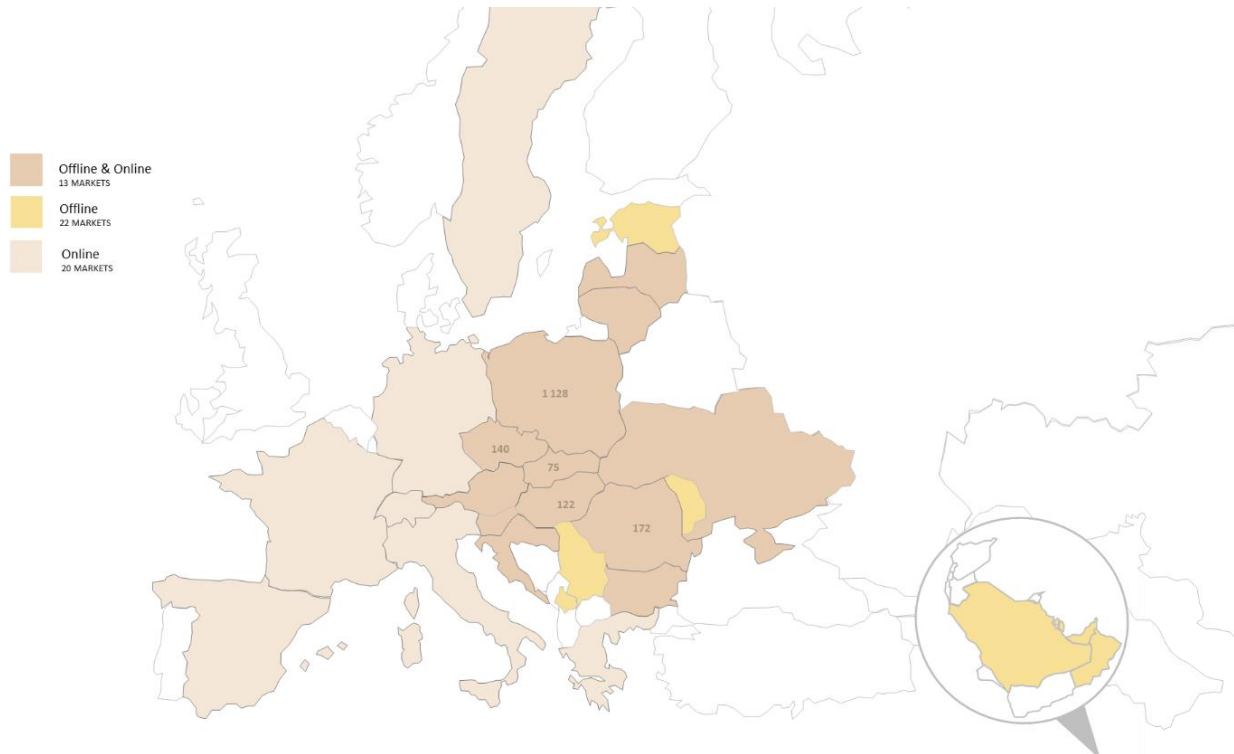 Offline & Online
13 MARKETS
Offline
22 MARKETS
Online
20 MARKETS
1 128
140
75
122
172